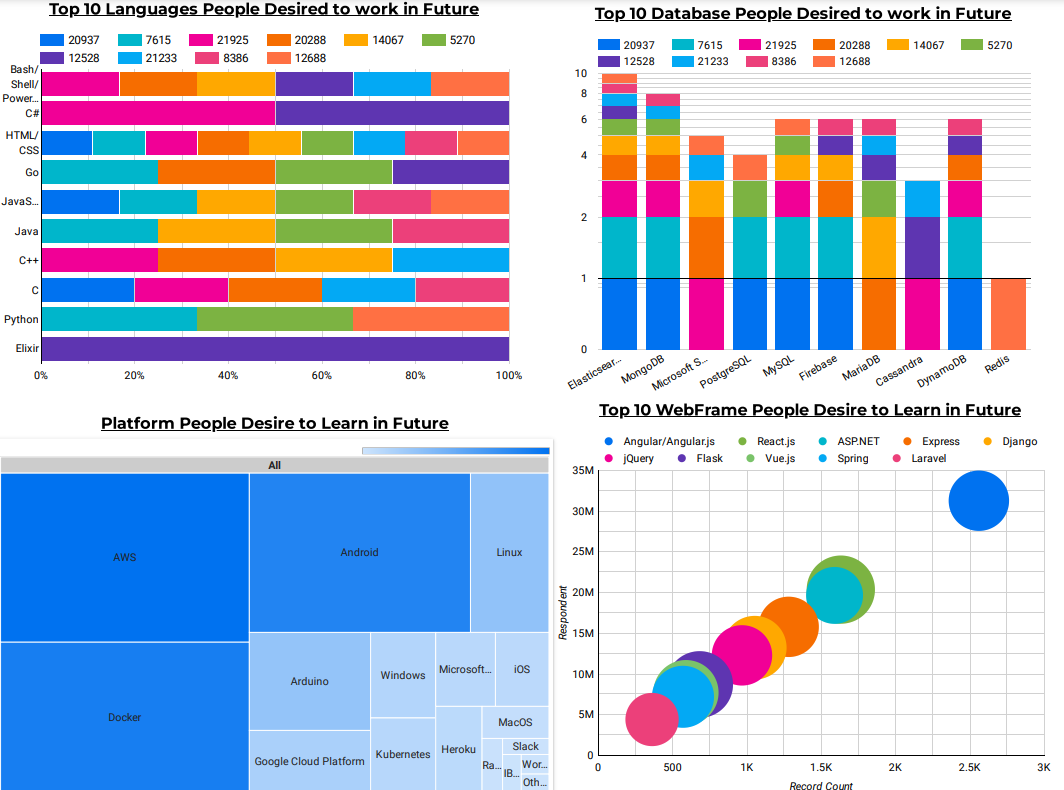 Top 10 Languages People Desired to work in Future
20937 7615 21925 20288 14067 5270
12528 21233 8386 12688
Bash/
Shell/
Power…
C#
HTML/
CSS
Go
JavaS…
Java
C++
C
Python
Elixir
0% 20% 40% 60% 80% 100%
Top 10 Database People Desired to work in Future
20937 7615 21925 20288 14067 5270
12528 21233 8386 12688
10
8
6
4
2
1
0
Elasticsear… MongoDB Microsoft S… PostgreSQL MySQL Firebase MariaDB Cassandra DynamoDB Redis
Platform People Desire to Learn in Future
All
AWS
Android
Linux
Docker
Arduino
Windows
Microsoft…
iOS
Google Cloud Platform
Kubernetes
Heroku
MacOS
Slack
Ra…
IB…
Wor…
Oth…
Top 10 WebFrame People Desire to Learn in Future
Angular/Angular.js React.js ASP.NET Express Django
jQuery Flask Vue.js Spring Laravel
35M
30M
25M
20M
15M
10M
5M
0
Respondent
0 500 1K 1.5K 2K 2.5K 3K
Record Count